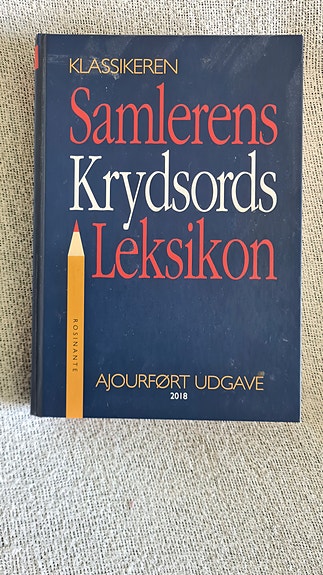 KLASSIKEREN
Samlerens
Krydsords
Leksikon
ROSINANTE
AJOURFØRT UDGAVE
2018